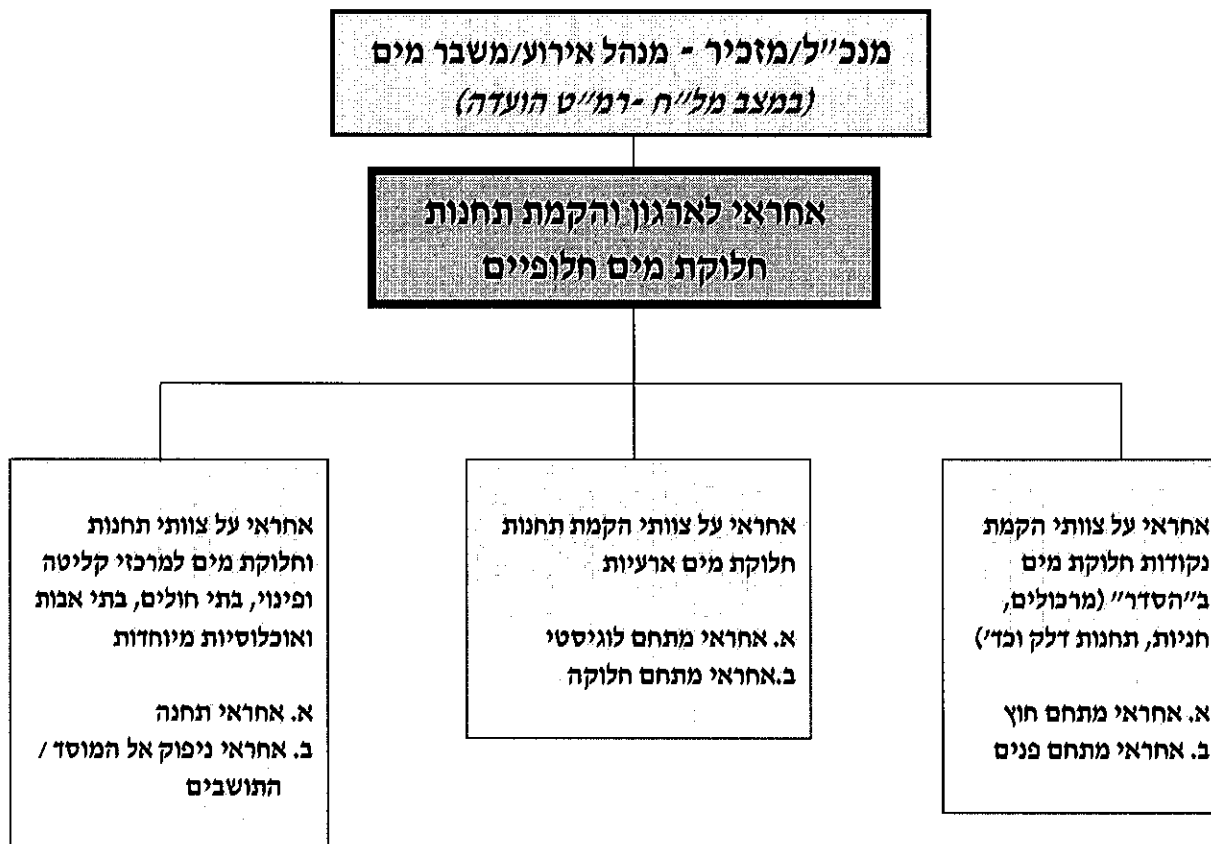 מנכ"ל/מזכיר - מנהל אירוע/משבר מים
(במצב מל"ח -רמ"ט הועדה)
אחראי לארגון והקמת תחנות
חלוקת מים חלופיים
אחראי על צוותי הקמת
נקודות חלוקת מים
ב"הסדר" (מרכולים,
חניות, תחנות דלק וכד')
א. אחראי מתחם חוץ
ב. אחראי מתחם פנים
אחראי על צוותי הקמת תחנות
חלוקת מים ארעיות
א. אחראי מתחם לוגיסטי
ב.אחראי מתחם חלוקה
אחראי על צוותי תחנות
וחלוקת מים למרכזי קליטה
ופינוי, בתי חולים, בתי אבות
ואוכלוסיות מיוחדות
א. אחראי תחנה
ב. אחראי ניפוק אל המוסד /
התושבים